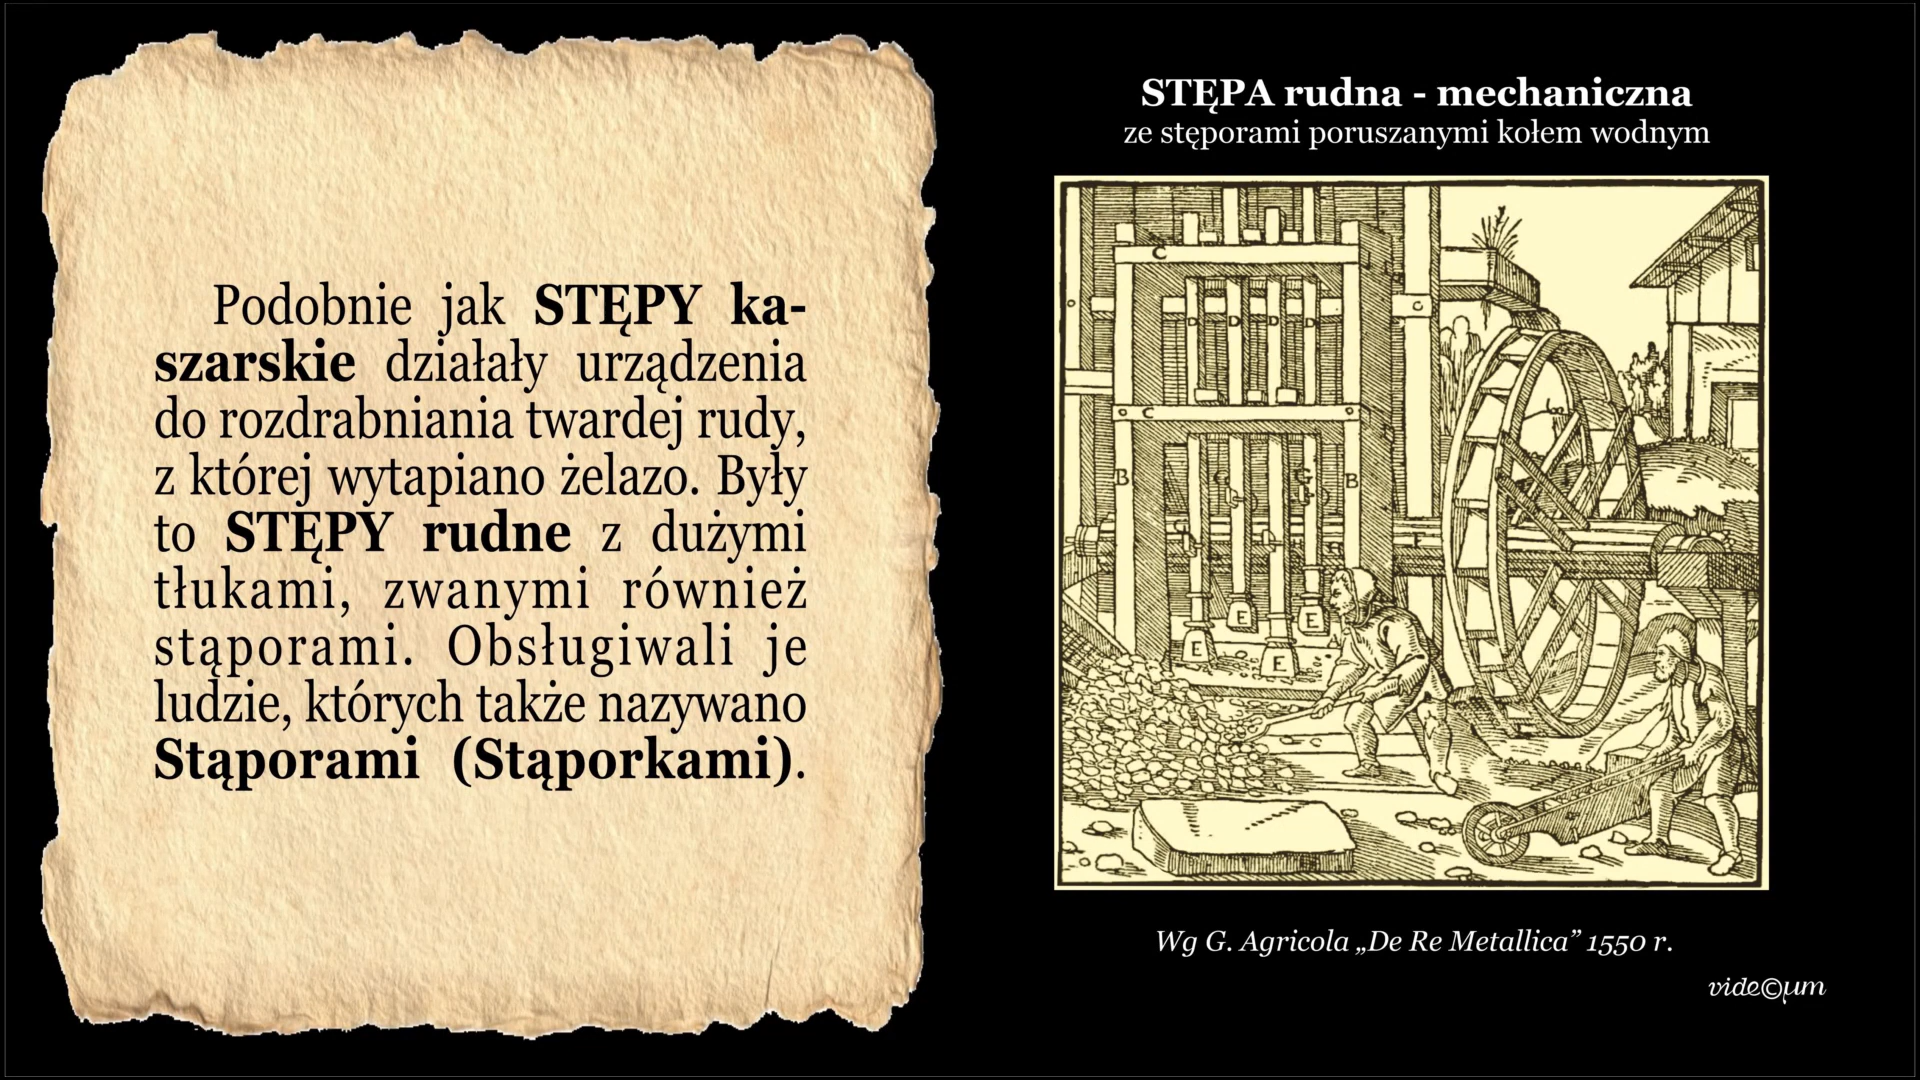 Podobnie jak STĘPY ka-
szarskie działały urządzenia
do rozdrabniania twardej rudy,
z której wytapiano żelazo. Były
to STĘPY rudne z dużymi
tłukami, zwanymi również
stąporami. Obsługiwali je
ludzie, których także nazywano
Stąporami (Stąporkami).
STĘPA rudna - mechaniczna
ze stęporami poruszanymi kołem wodnym
C
C
D D D D
C
B G G B
H F
E E
E E
A
Wg G. Agricola „De Re Metallica” 1550 r.
vide©µm